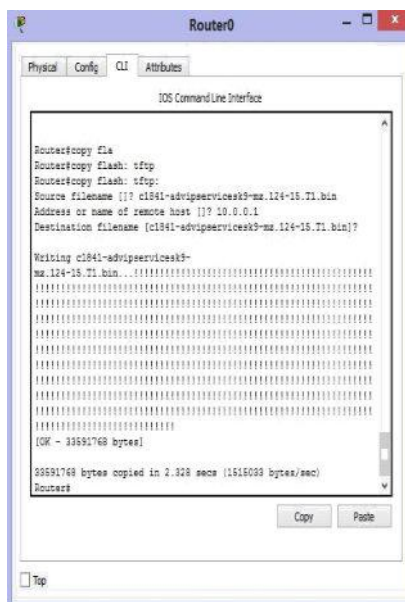 Router0
Physical Config CLI Attributes
IOS Command Line Interface
Router#copy fla
Router#copy flash: tftp
Router#copy flash: tftp:
Source filename []? c1841-advipservicesk9-mz.124-15.T1.bin
Address or name of remote host []? 10.0.0.1
Destination filename [c1841-advipservicesk9-mz.124-15.T1.bin]?
Writing c1841-advipservicesk9-
mz.124-15.T1.bin...!!!!!!!!!!!!!!!!!!!!!!!!!!!!!!!!!!!!!!!!!!!!!!!!!!
!!!!!!!!!!!!!!!!!!!!!!!!!!!!!!!!!!!!!!!!!!!!!!!!!!!!!!!!!!!!!!!!!!!!!!
!!!!!!!!!!!!!!!!!!!!!!!!!!!!!!!!!!!!!!!!!!!!!!!!!!!!!!!!!!!!!!!!!!!!!!
!!!!!!!!!!!!!!!!!!!!!!!!!!!!!!!!!!!!!!!!!!!!!!!!!!!!!!!!!!!!!!!!!!!!!!
!!!!!!!!!!!!!!!!!!!!!!!!!!!!!!!!!!!!!!!!!!!!!!!!!!!!!!!!!!!!!!!!!!!!!!
!!!!!!!!!!!!!!!!!!!!!!!!!!!!!!!!!!!!!!!!!!!!!!!!!!!!!!!!!!!!!!!!!!!!!!
!!!!!!!!!!!!!!!!!!!!!!!!!!!!!!!!!!!!!!!!!!!!!!!!!!!!!!!!!!!!!!!!!!!!!!
!!!!!!!!!!!!!!!!!!!!!!!!!!!!!!!!!!!!!!!!!!!!!!!!!!!!!!!!!!!!!!!!!!!!!!
!!!!!!!!!!!!!!!!!!!!!!!!!!!!!!!!!!!!!!!!!!!!!!!!!!!!!!!!!!!!!!!!!!!!!!
!!!!!!!!!!!!!!!!!!!!!!!!!!!!!
[OK - 33591768 bytes]
33591768 bytes copied in 2.328 secs (1515033 bytes/sec)
Router#
Copy Paste
Top